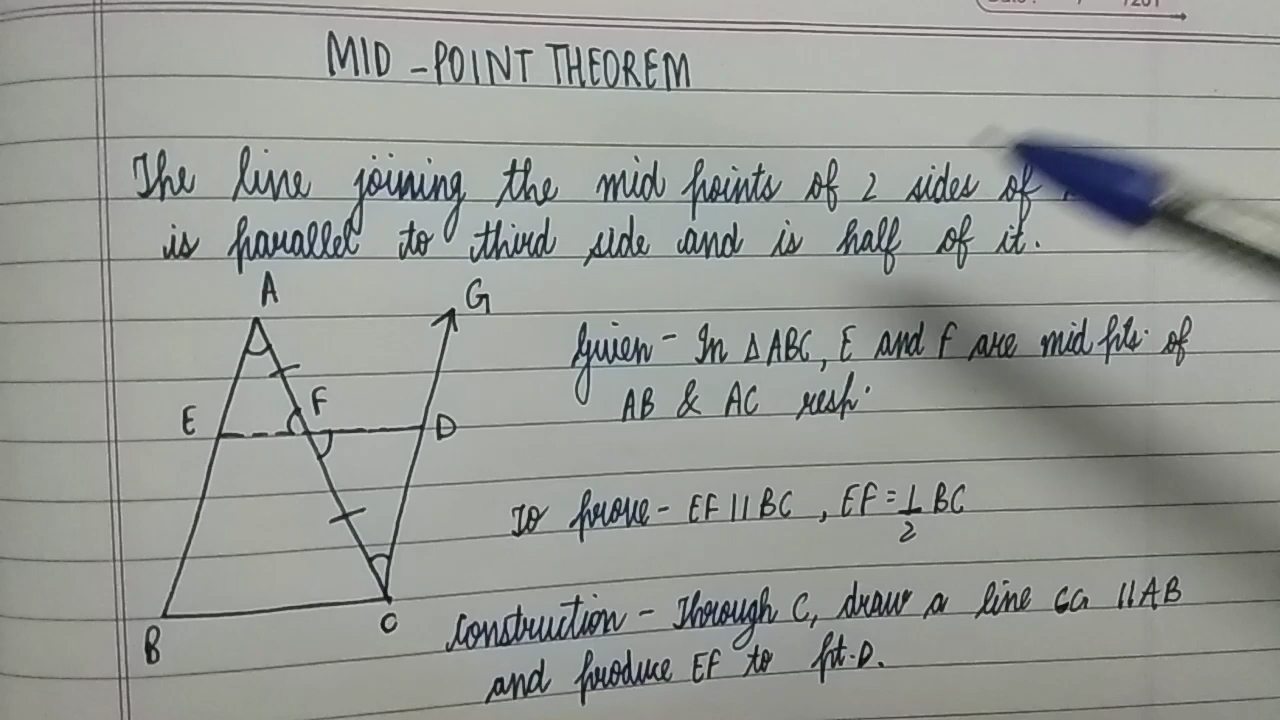 MID - POINT THEOREM
The line joining the mid points of 2 sides of
is parallel to third side and is half of it.
A
G
Given - In △ABC, E and F are mid pts. of
AB & AC resp.
E
F
D
To prove - EF || BC , EF = 1/2 BC
B
C
Construction - Through C, draw a line CG || AB
and produce EF to pt. D.